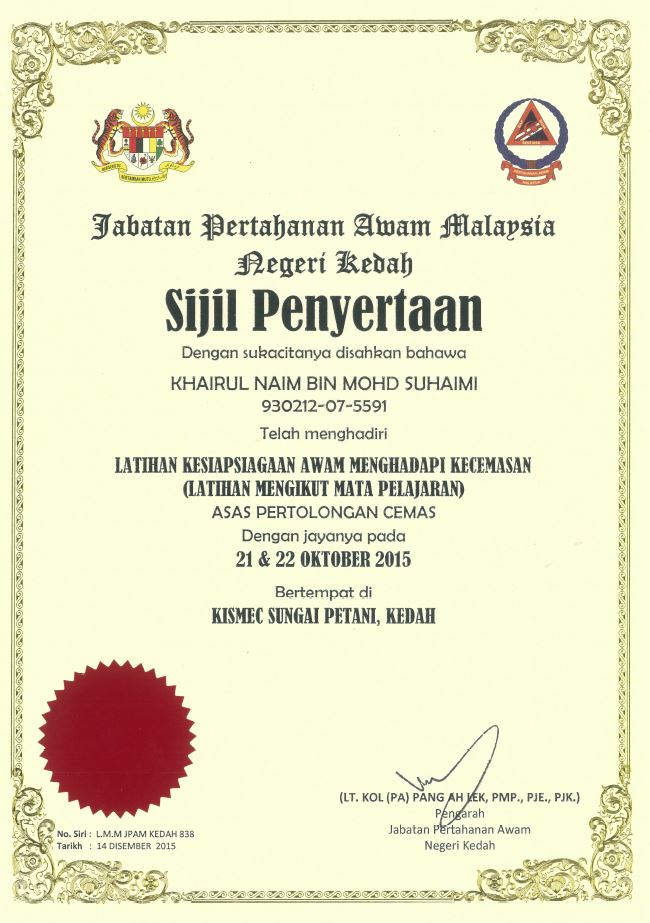 Jabatan Pertahanan Awam Malaysia
Negeri Kedah
Sijil Penyertaan
Dengan sukacitanya disahkan bahawa
KHAIRUL NAIM BIN MOHD SUHAIMI
930212-07-5591
Telah menghadiri
LATIHAN KESIAPSIAGAAN AWAM MENGHADAPI KECEMASAN
(LATIHAN MENGIKUT MATA PELAJARAN)
ASAS PERTOLONGAN CEMAS
Dengan jayanya pada
21 & 22 OKTOBER 2015
Bertempat di
KISMEC SUNGAI PETANI, KEDAH
(LT. KOL (PA) PANG AH LEK, PMP., PJE., PJK.)
Pengarah
Jabatan Pertahanan Awam
Negeri Kedah
No. Siri : L.M.M JPAM KEDAH 838
Tarikh : 14 DISEMBER 2015